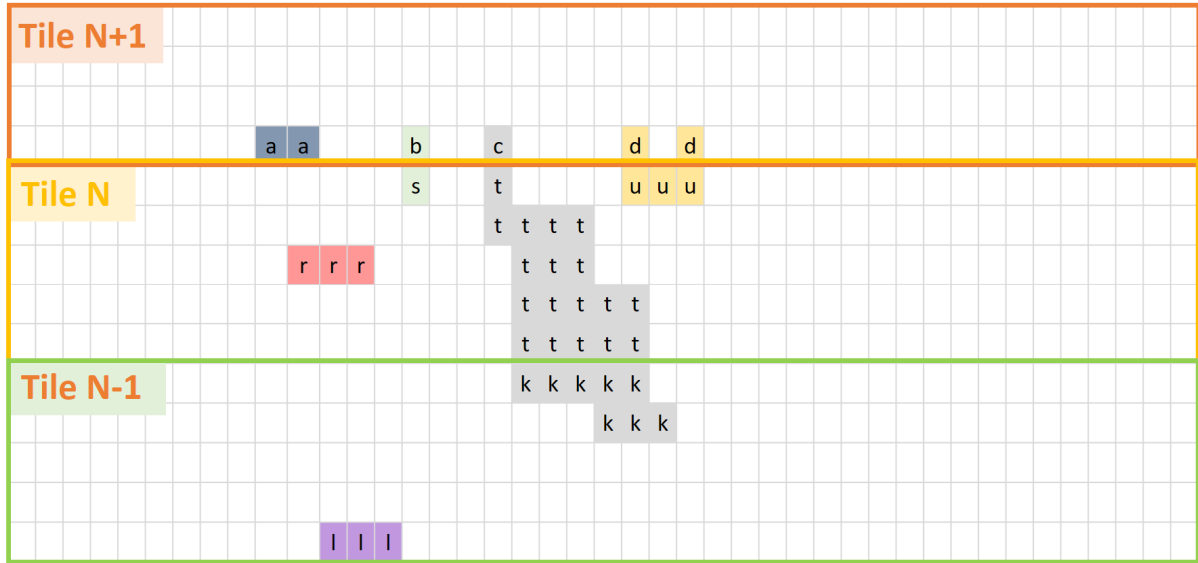 Tile N+1
a a b c d d
Tile N
s t u u u
t t t t
r r r t t t
t t t t t
t t t t t
Tile N-1
k k k k k
k k k
l l l